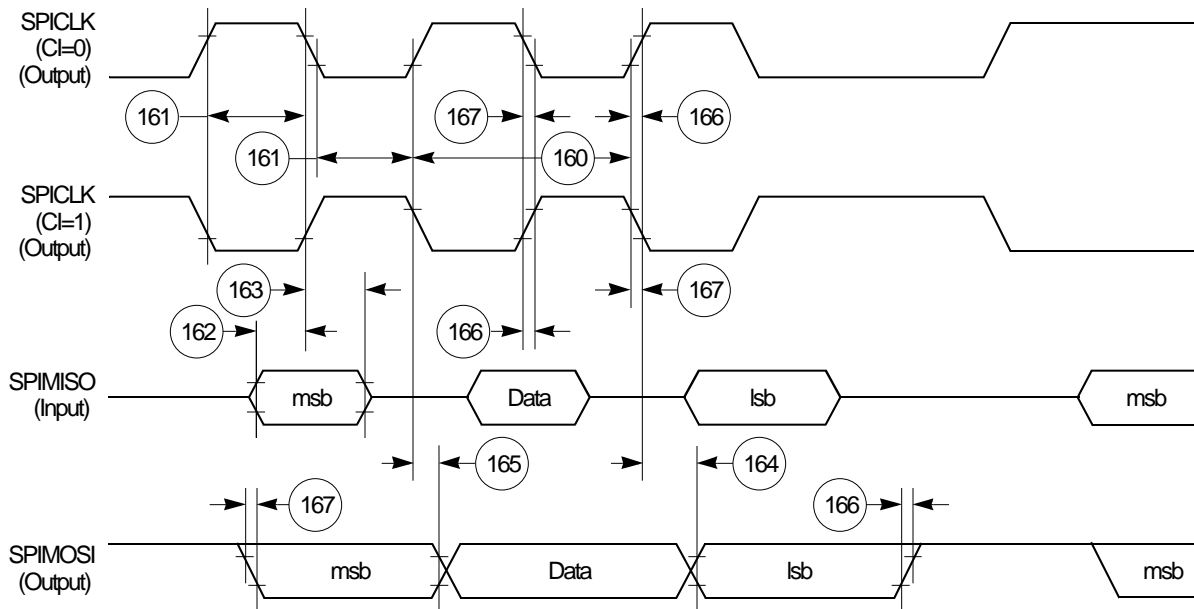 SPICLK
(CI=0)
(Output)
161
167
166
161
160
SPICLK
(CI=1)
(Output)
163
167
162
166
SPIMISO
(Input)
msb
Data
lsb
msb
165
164
167
166
SPIMOSI
(Output)
msb
Data
lsb
msb